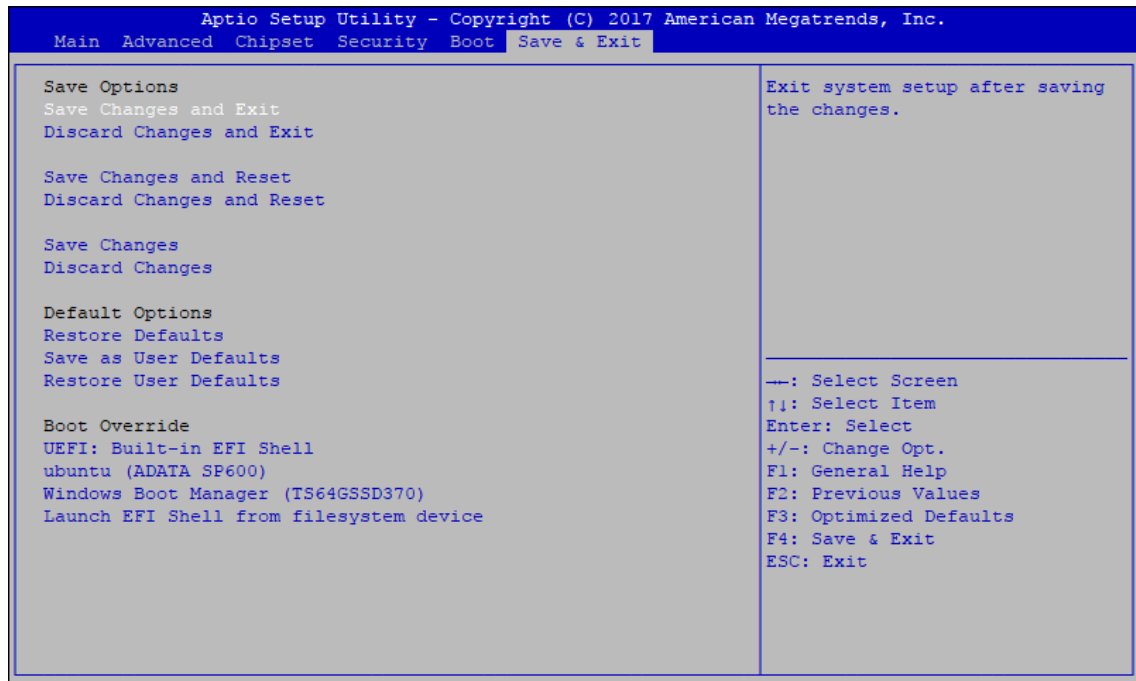 Aptio Setup Utility - Copyright (C) 2017 American Megatrends, Inc.
Main Advanced Chipset Security Boot Save & Exit
Save Options
Save Changes and Exit
Discard Changes and Exit
Save Changes and Reset
Discard Changes and Reset
Save Changes
Discard Changes
Default Options
Restore Defaults
Save as User Defaults
Restore User Defaults
Boot Override
UEFI: Built-in EFI Shell
ubuntu (ADATA SP600)
Windows Boot Manager (TS64GSSD370)
Launch EFI Shell from filesystem device
Exit system setup after saving
the changes.
→←: Select Screen
↑↓: Select Item
Enter: Select
+/-: Change Opt.
F1: General Help
F2: Previous Values
F3: Optimized Defaults
F4: Save & Exit
ESC: Exit